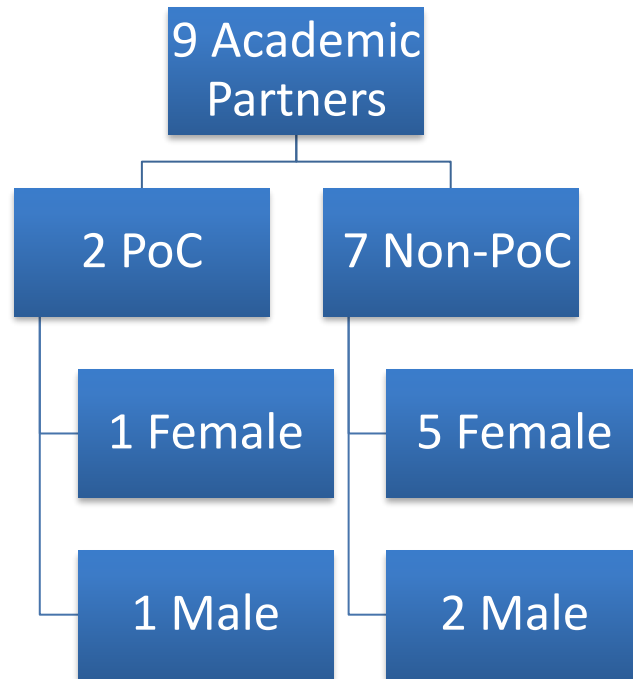 9 Academic
Partners
2 PoC
7 Non-PoC
1 Female
5 Female
1 Male
2 Male